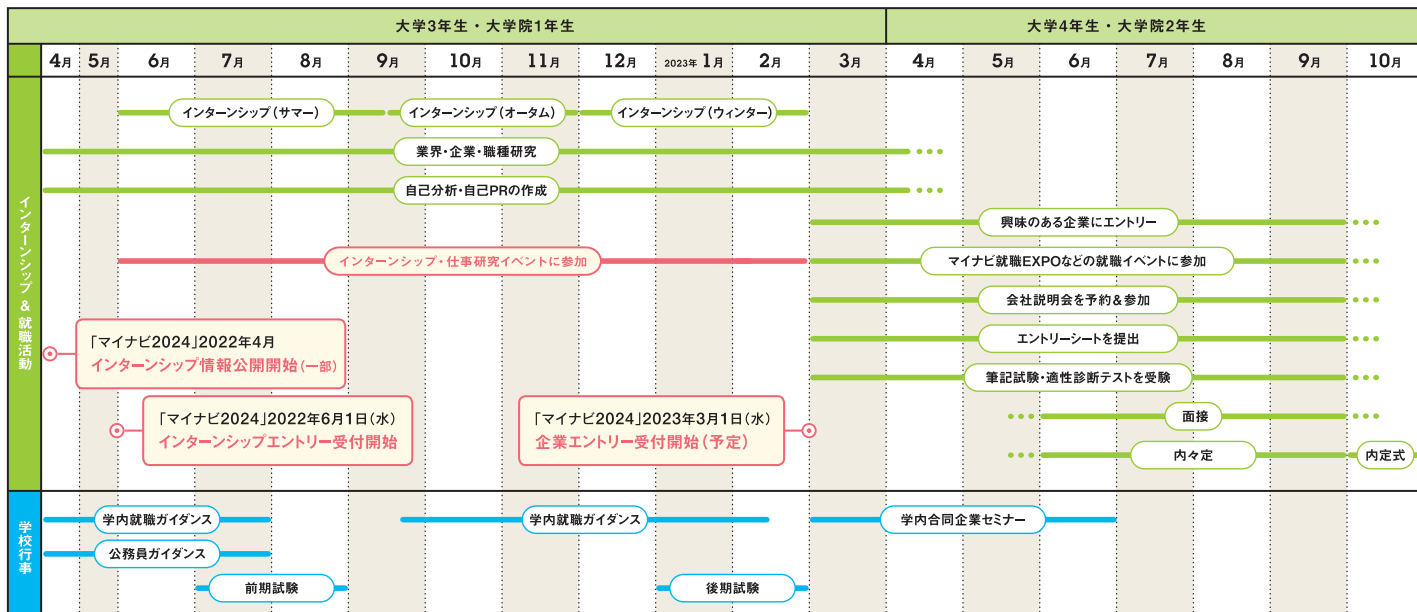 大学3年生・大学院1年生
大学4年生・大学院2年生
4月 5月 6月 7月 8月 9月 10月 11月 12月 2023年 1月 2月 3月 4月 5月 6月 7月 8月 9月 10月
インターンシップ & 就職活動
インターンシップ(サマー)
インターンシップ(オータム)
インターンシップ(ウィンター)
業界・企業・職種研究
自己分析・自己PRの作成
興味のある企業にエントリー
インターンシップ・仕事研究イベントに参加
マイナビ就職EXPOなどの就職イベントに参加
会社説明会を予約&参加
「マイナビ2024」2022年4月
インターンシップ情報公開開始(一部)
エントリーシートを提出
筆記試験・適性診断テストを受験
「マイナビ2024」2022年6月1日(水)
インターンシップエントリー受付開始
「マイナビ2024」2023年3月1日(水)
企業エントリー受付開始(予定)
面接
内々定
内定式
学校行事
学内就職ガイダンス
学内就職ガイダンス
学内合同企業セミナー
公務員ガイダンス
前期試験
後期試験